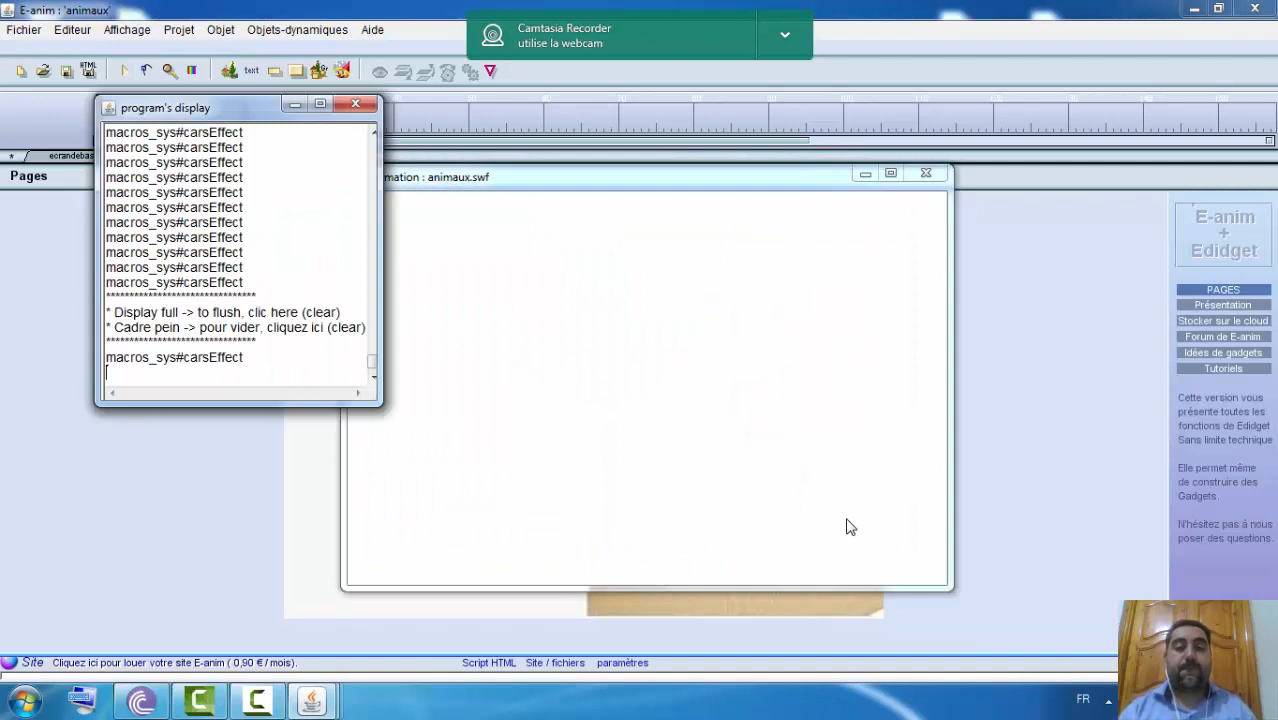 E-anim : 'animaux'
Camtasia Recorder
utilise la webcam
Fichier Editeur Affichage Projet Objet Objets-dynamiques Aide
HTML
text
program's display
macros_sys#carsEffect
macros_sys#carsEffect
macros_sys#carsEffect
macros_sys#carsEffect
macros_sys#carsEffect
macros_sys#carsEffect
macros_sys#carsEffect
macros_sys#carsEffect
macros_sys#carsEffect
macros_sys#carsEffect
macros_sys#carsEffect
* Display full -> to flush, clic here (clear)
* Cadre pein -> pour vider, cliquez ici (clear)
macros_sys#carsEffect
ecrandebas
Pages
mation : animaux.swf
E-anim
+
Edidget
PAGES
Présentation
Stocker sur le cloud
Forum de E-anim
Idées de gadgets
Tutoriels
Cette version vous
présente toutes les
fonctions de Edidget
Sans limite technique
Elle permet même
de construire des
Gadgets.
N'hésitez pas à nous
poser des questions.
Site Cliquez ici pour louer votre site E-anim ( 0,90 € / mois). Script HTML Site / fichiers paramètres
FR